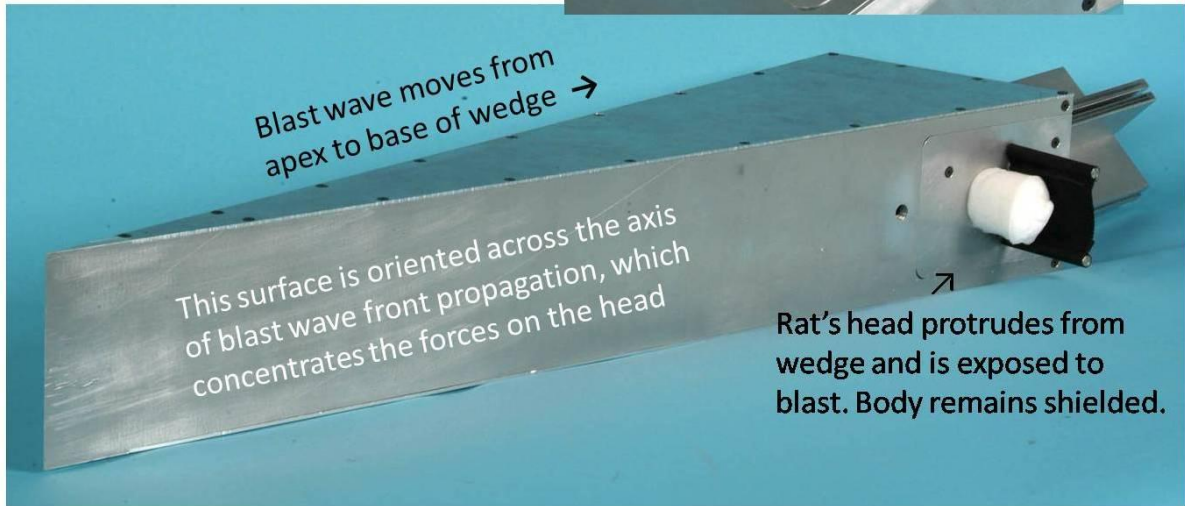 Blast wave moves from
apex to base of wedge →
This surface is oriented across the axis
of blast wave front propagation, which
concentrates the forces on the head
Rat’s head protrudes from
wedge and is exposed to
blast. Body remains shielded.